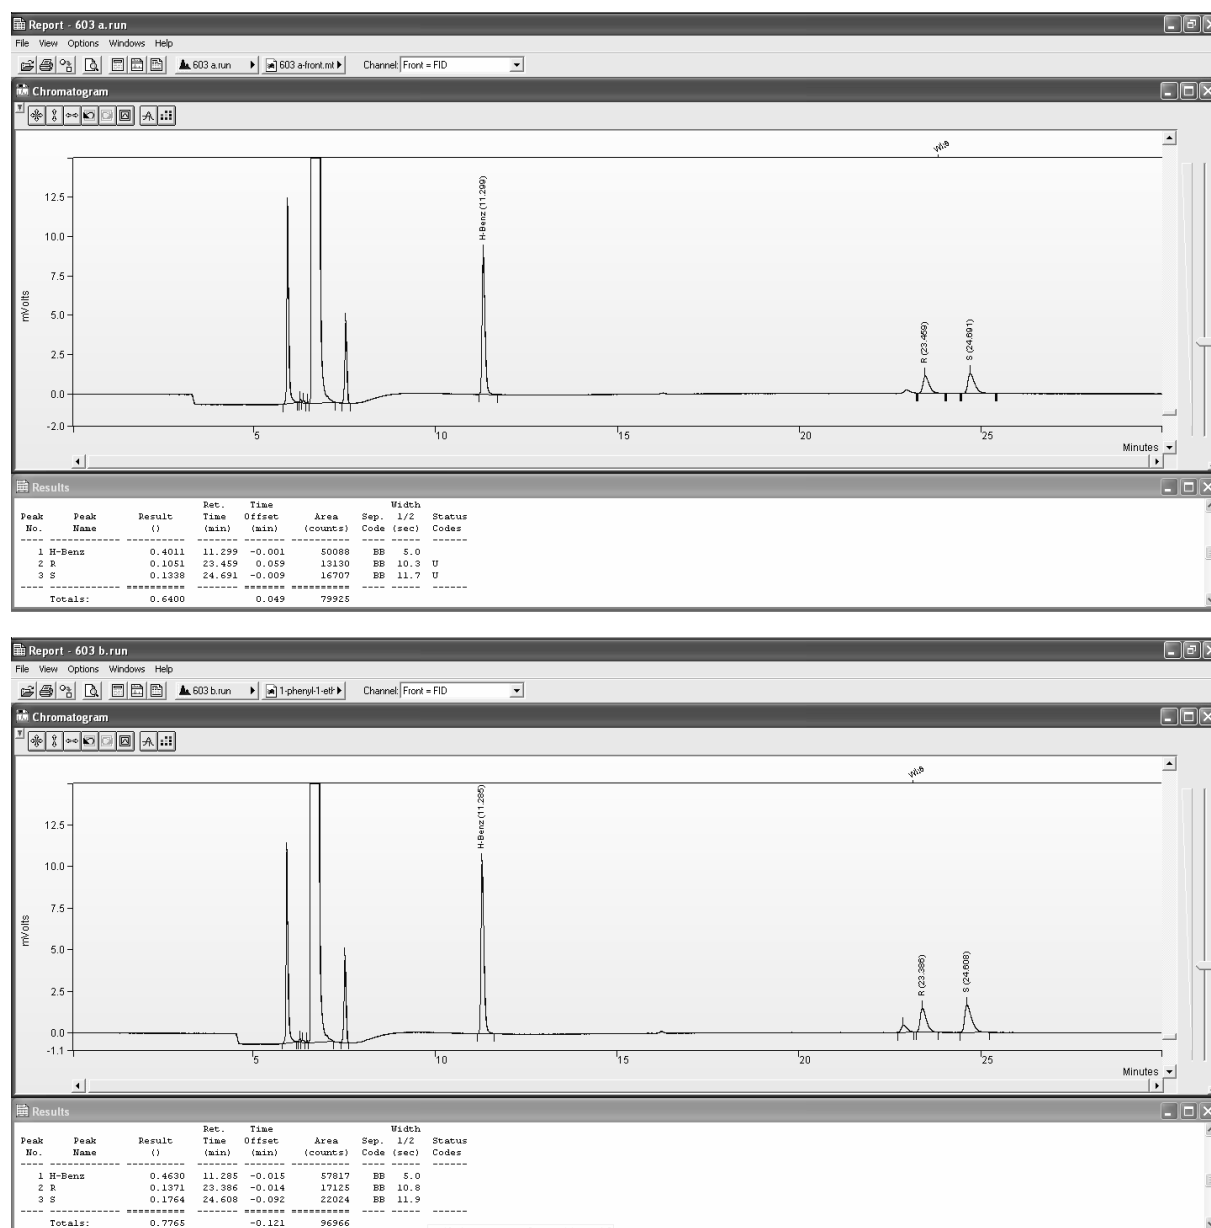 Report - 603 a.run
File View Options Windows Help
603 a.run 603 a-front.mt Channel: Front = FID
Chromatogram
WI:8
12.5
10.0
7.5
5.0
2.5
0.0
-2.0
mVolts
H-Benz (11.299)
R (23.459)
S (24.691)
5 10 15 20 25
Minutes
Results
Ret. Time Width
Peak Peak Result Time Offset Area Sep. 1/2 Status
No. Name () (min) (min) (counts) Code (sec) Codes
1 H-Benz 0.4011 11.299 -0.001 50088 BB 5.0
2 R 0.1051 23.459 0.059 13130 BB 10.3 U
3 S 0.1338 24.691 -0.009 16707 BB 11.7 U
Totals: 0.6400 0.049 79925
Report - 603 b.run
File View Options Windows Help
603 b.run 1-phenyl-1-eth Channel: Front = FID
Chromatogram
WI:8
12.5
10.0
7.5
5.0
2.5
0.0
-1.1
mVolts
H-Benz (11.285)
R (23.386)
S (24.608)
5 10 15 20 25
Minutes
Results
Ret. Time Width
Peak Peak Result Time Offset Area Sep. 1/2 Status
No. Name () (min) (min) (counts) Code (sec) Codes
1 H-Benz 0.4630 11.285 -0.015 57817 BB 5.0
2 R 0.1371 23.386 -0.014 17125 BB 10.8
3 S 0.1764 24.608 -0.092 22024 BB 11.9
Totals: 0.7765 -0.121 96966